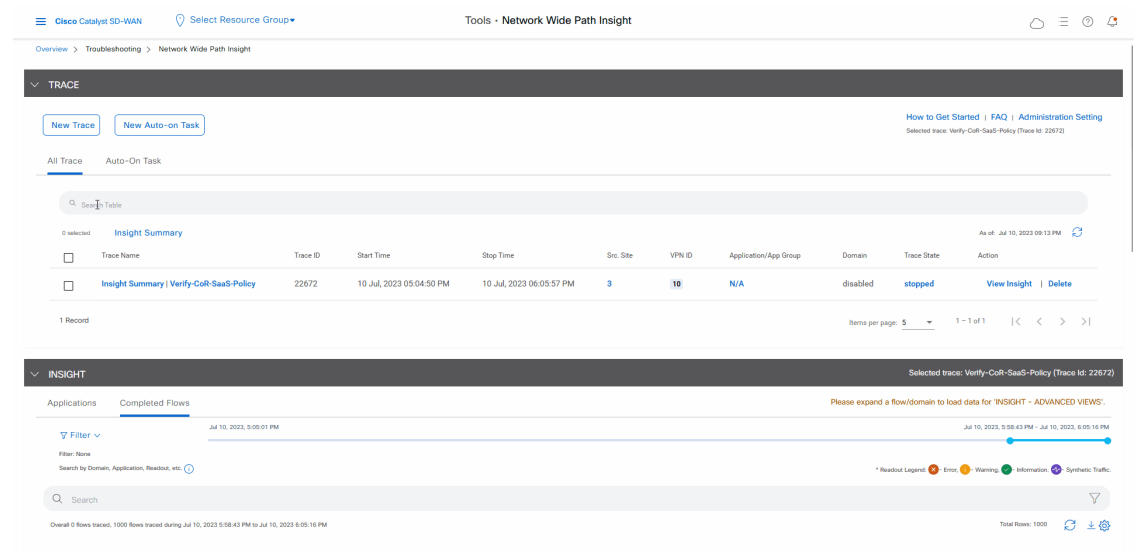 Cisco Catalyst SD-WAN
Select Resource Group
Tools · Network Wide Path Insight
Overview > Troubleshooting > Network Wide Path Insight
TRACE
New Trace
New Auto-on Task
How to Get Started | FAQ | Administration Setting
Selected trace: Verify-CoR-SaaS-Policy (Trace Id: 22672)
All Trace
Auto-On Task
Search Table
0 selected
Insight Summary
As of: Jul 10, 2023 09:13 PM
Trace Name Trace ID Start Time Stop Time Src. Site VPN ID Application/App Group Domain Trace State Action
Insight Summary | Verify-CoR-SaaS-Policy 22672 10 Jul, 2023 05:04:50 PM 10 Jul, 2023 06:05:57 PM 3 10 N/A disabled stopped View Insight | Delete
1 Record
Items per page: 5
1 – 1 of 1
|< < > >|
INSIGHT
Selected trace: Verify-CoR-SaaS-Policy (Trace Id: 22672)
Applications
Completed Flows
Please expand a flow/domain to load data for 'INSIGHT - ADVANCED VIEWS'.
Filter
Jul 10, 2023, 5:05:01 PM
Jul 10, 2023, 5:58:43 PM - Jul 10, 2023, 6:05:16 PM
Filter: None
Search by Domain, Application, Readout, etc.
* Readout Legend: - Error, - Warning, - Information, - Synthetic Traffic.
Search
Overall 0 flows traced, 1000 flows traced during Jul 10, 2023 5:58:43 PM to Jul 10, 2023 6:05:16 PM
Total Rows: 1000